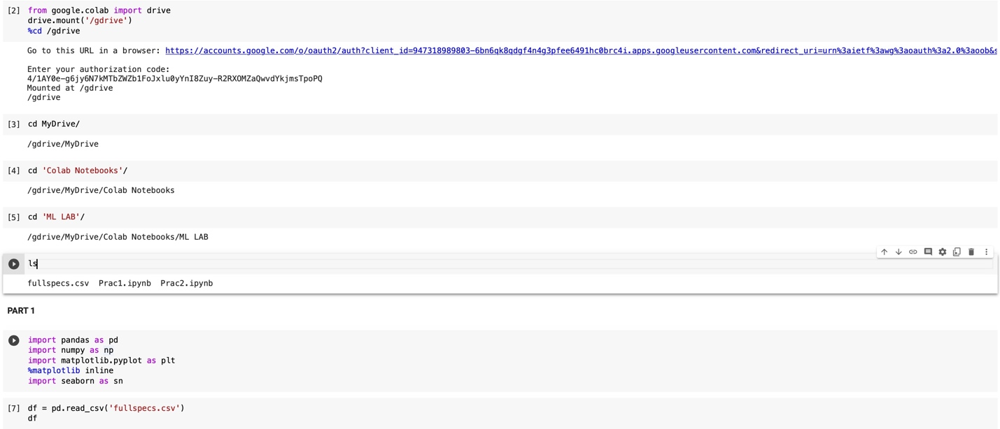 [2] from google.colab import drive
drive.mount('/gdrive')
%cd /gdrive
Go to this URL in a browser: https://accounts.google.com/o/oauth2/auth?client_id=947318989803-6bn6qk8qdgf4n4g3pfee6491hc0brc4i.apps.googleusercontent.com&redirect_uri=urn%3aietf%3awg%3aoauth%3a2.0%3aoob&s
Enter your authorization code:
4/1AY0e-g6jy6N7kMTbZWZb1FoJxlu0yYnI8Zuy-R2RXOMZaQwvdYkjmsTpoPQ
Mounted at /gdrive
/gdrive
[3] cd MyDrive/
/gdrive/MyDrive
[4] cd 'Colab Notebooks'/
/gdrive/MyDrive/Colab Notebooks
[5] cd 'ML LAB'/
/gdrive/MyDrive/Colab Notebooks/ML LAB
ls
fullspecs.csv Prac1.ipynb Prac2.ipynb
PART 1
import pandas as pd
import numpy as np
import matplotlib.pyplot as plt
%matplotlib inline
import seaborn as sn
[7] df = pd.read_csv('fullspecs.csv')
df